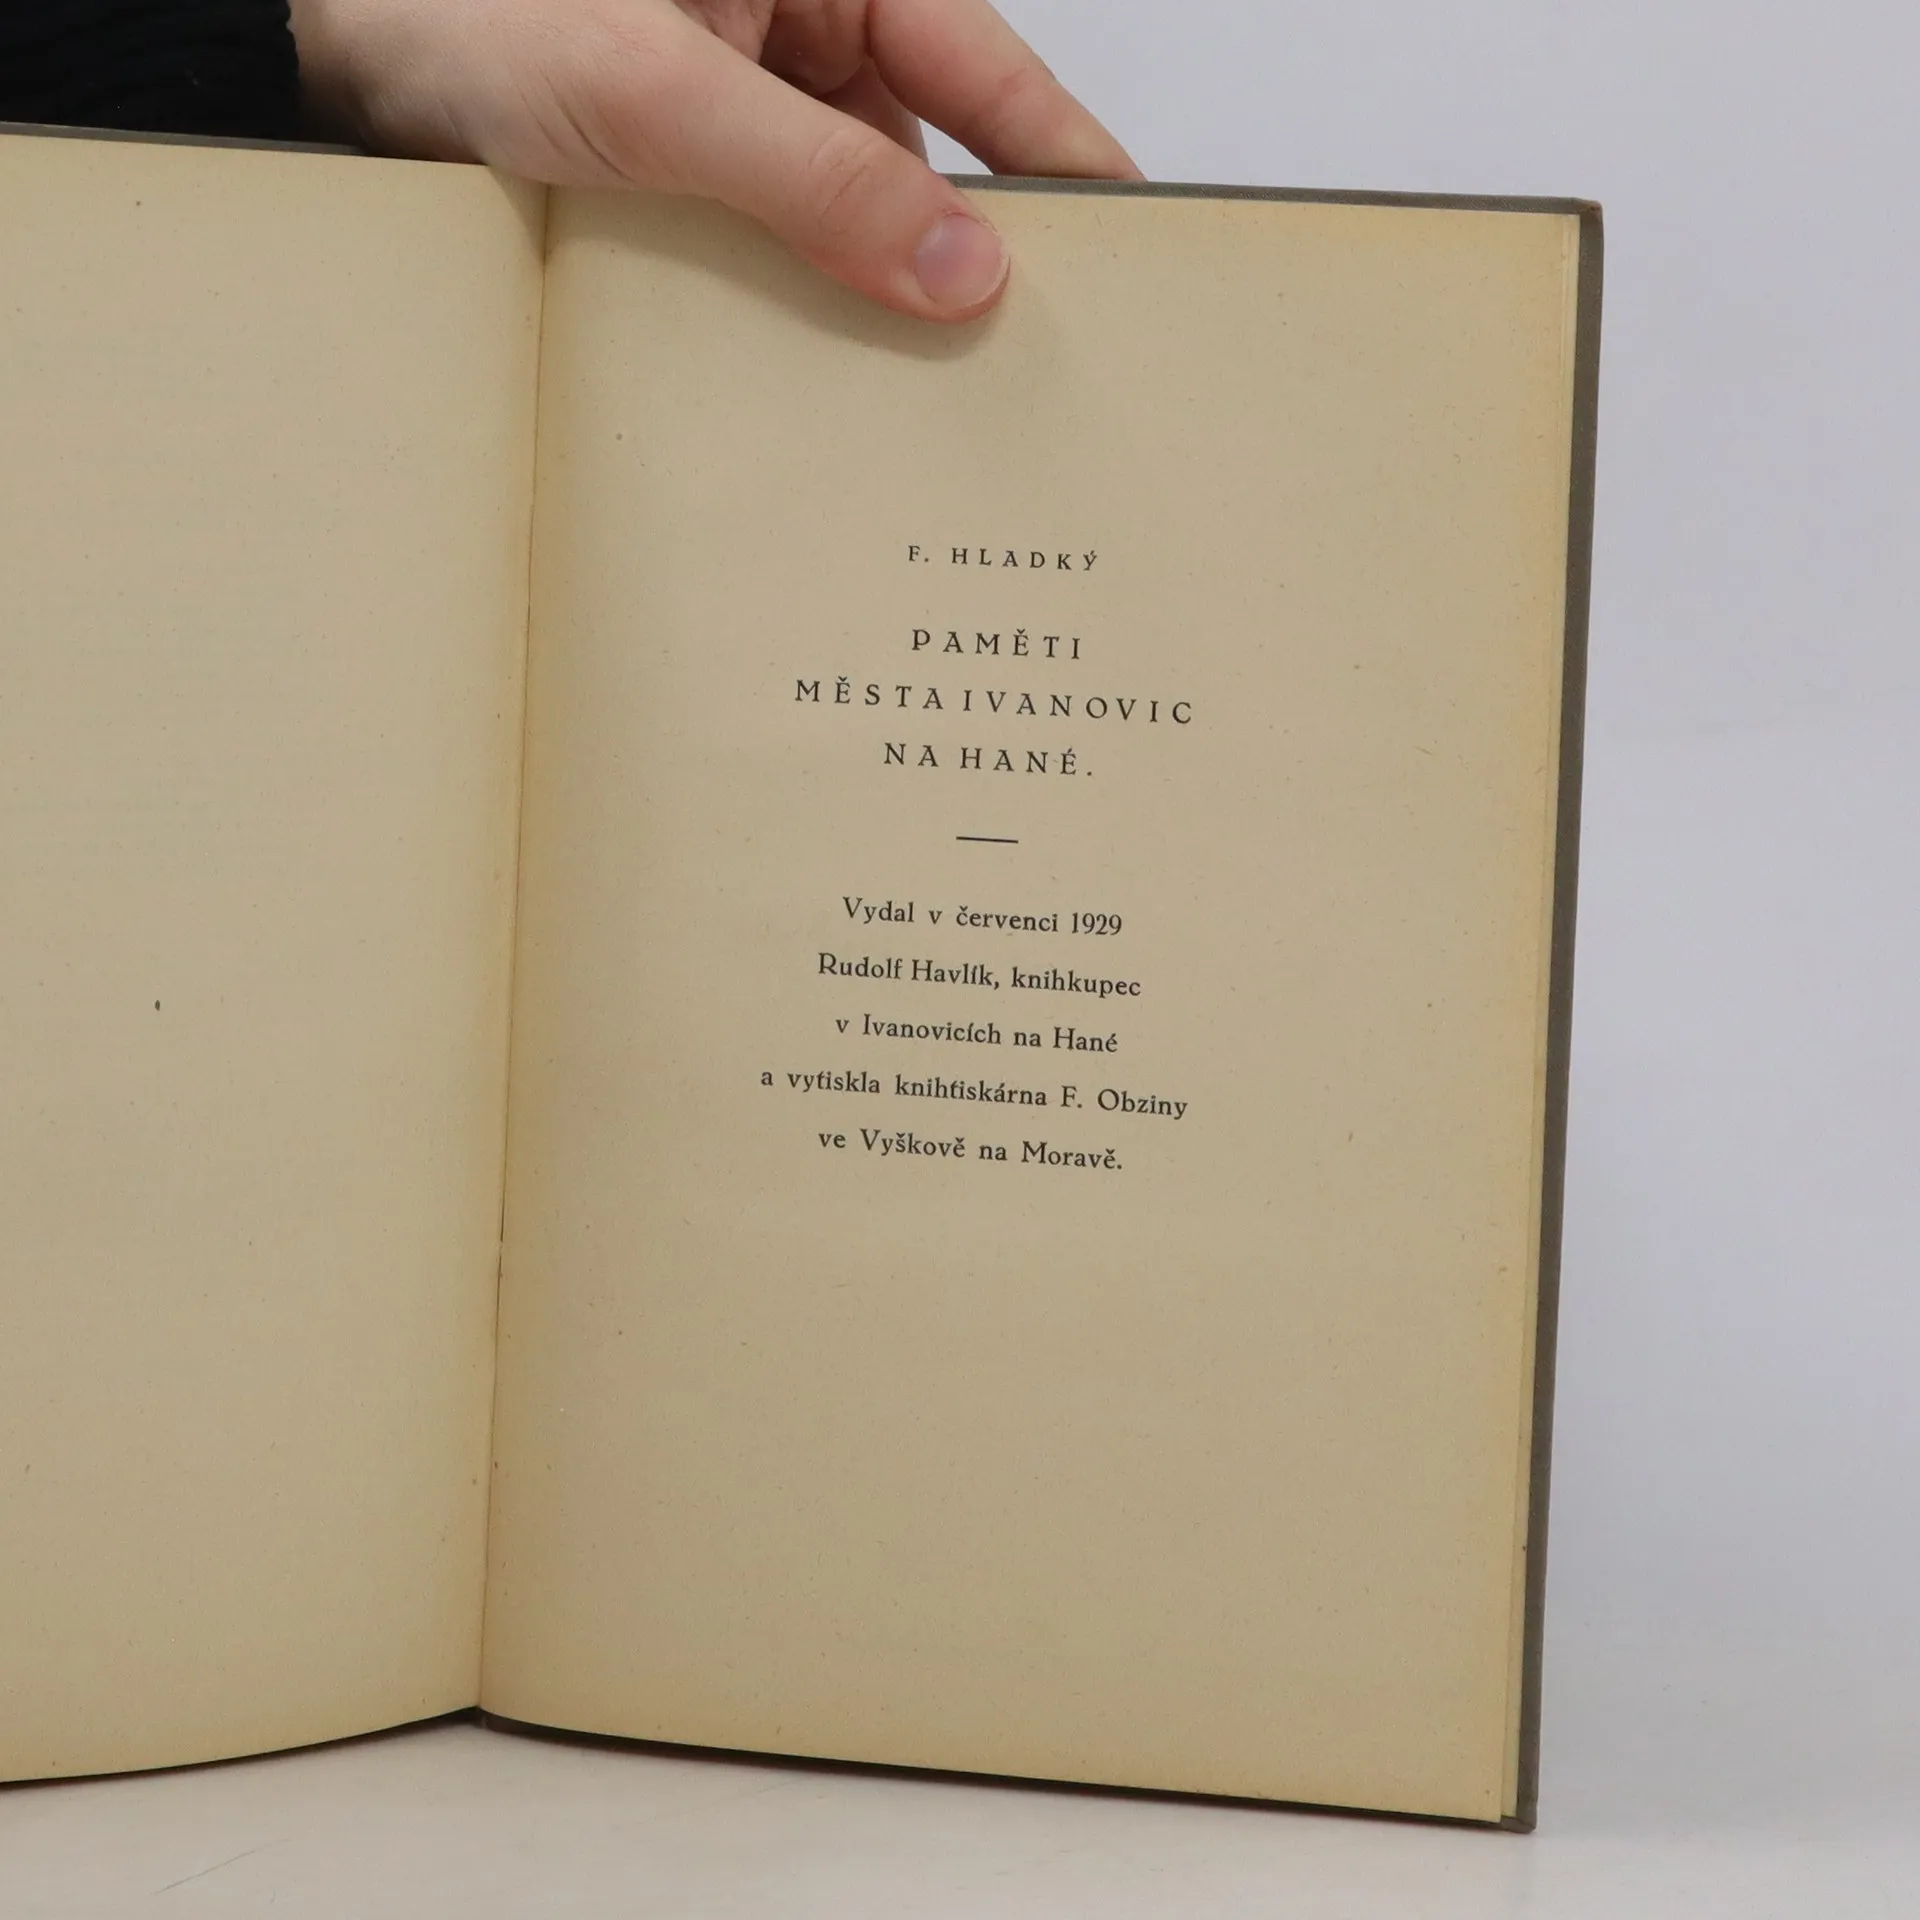 F. HLADKÝ
PAMĚTI
MĚSTA IVANOVIC
NA HANÉ.
Vydal v červenci 1929
Rudolf Havlík, knihkupec
v Ivanovicích na Hané
a vytiskla knihtiskárna F. Obziny
ve Vyškově na Moravě.